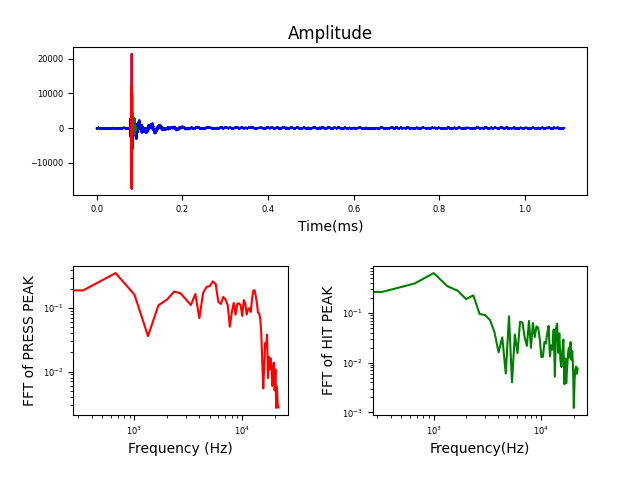 Amplitude
20000
10000
0
−10000
0.0 0.2 0.4 0.6 0.8 1.0
Time(ms)
FFT of PRESS PEAK
10⁻¹
10⁻²
10³ 10⁴
Frequency (Hz)
FFT of HIT PEAK
10⁻¹
10⁻²
10⁻³
10³ 10⁴
Frequency(Hz)